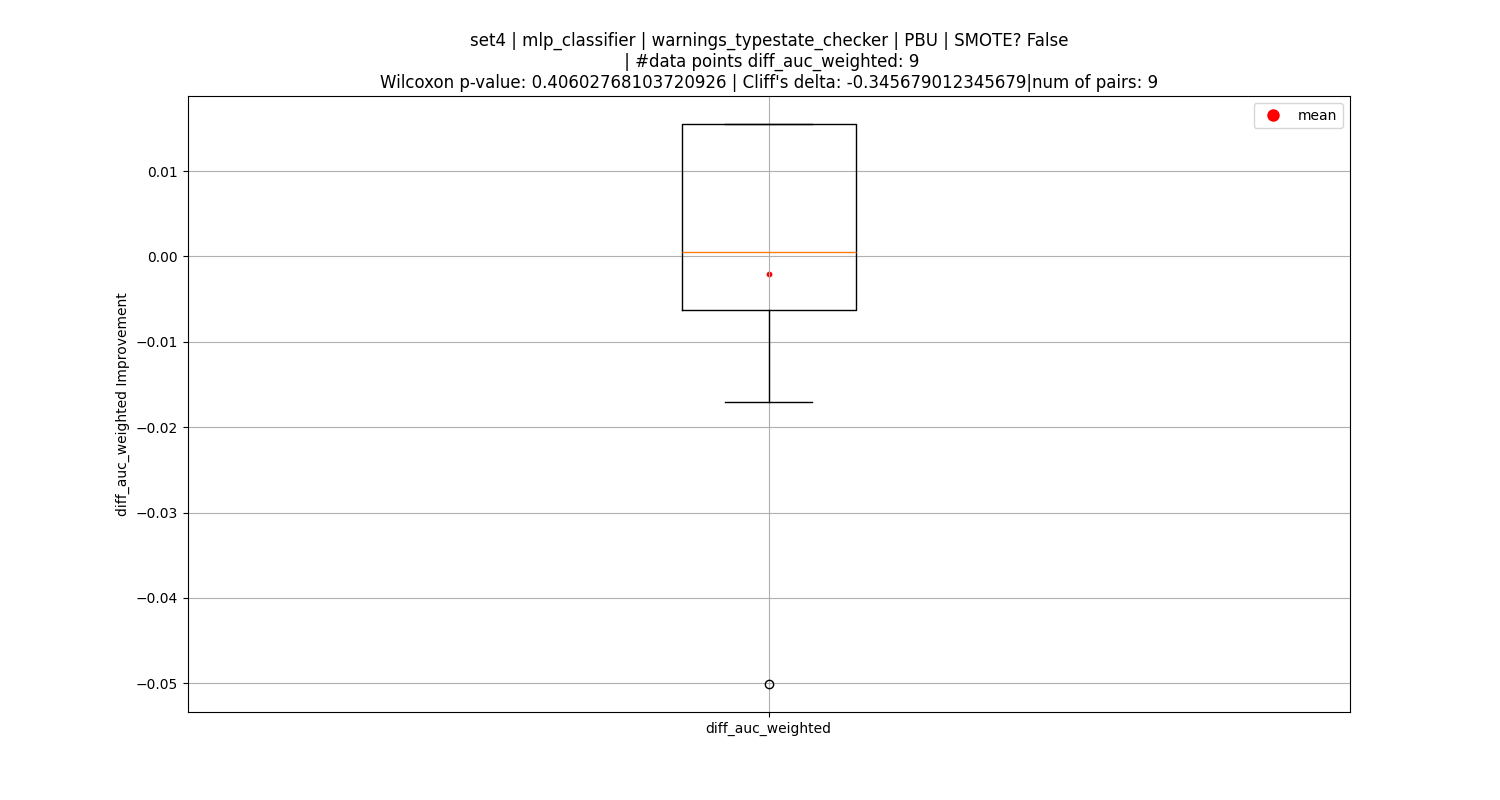 set4 | mlp_classifier | warnings_typestate_checker | PBU | SMOTE? False
| #data points diff_auc_weighted: 9
Wilcoxon p-value: 0.40602768103720926 | Cliff's delta: -0.345679012345679|num of pairs: 9
mean
0.01
0.00
−0.01
−0.02
−0.03
−0.04
−0.05
diff_auc_weighted Improvement
diff_auc_weighted